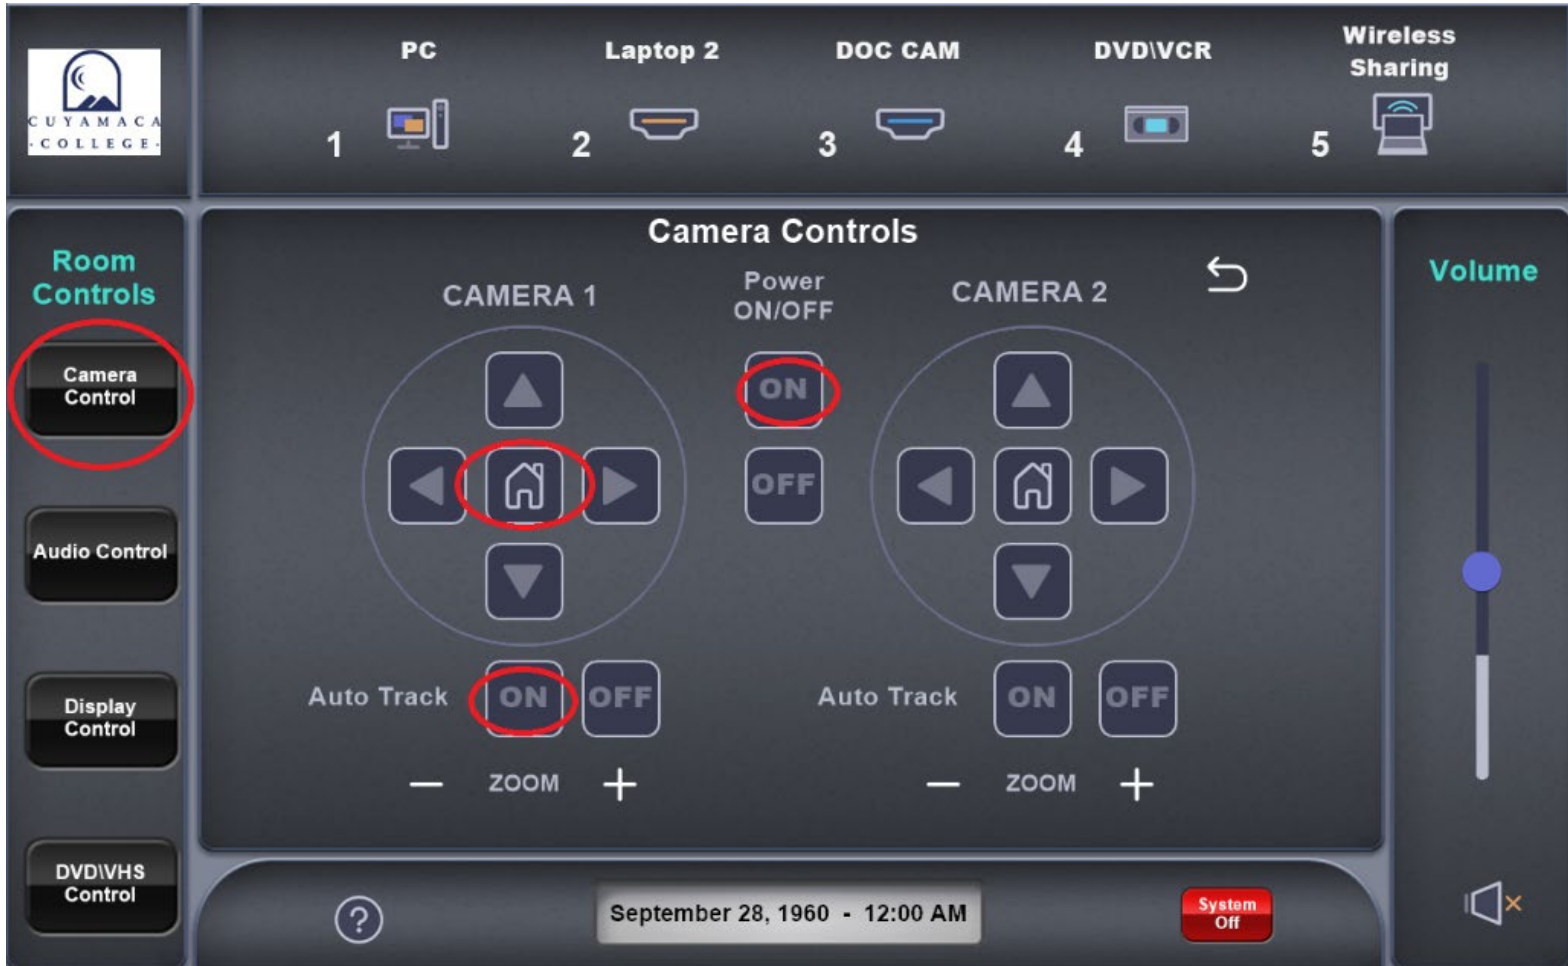 CUYAMACA
·COLLEGE·
PC
Laptop 2
DOC CAM
DVD\VCR
Wireless
Sharing
1
2
3
4
5
Room
Controls
Camera
Control
Audio Control
Display
Control
DVD\VHS
Control
Camera Controls
CAMERA 1
Power
ON/OFF
CAMERA 2
ON
OFF
Auto Track
ON
OFF
Auto Track
ON
OFF
— ZOOM +
— ZOOM +
Volume
?
September 28, 1960 - 12:00 AM
System
Off